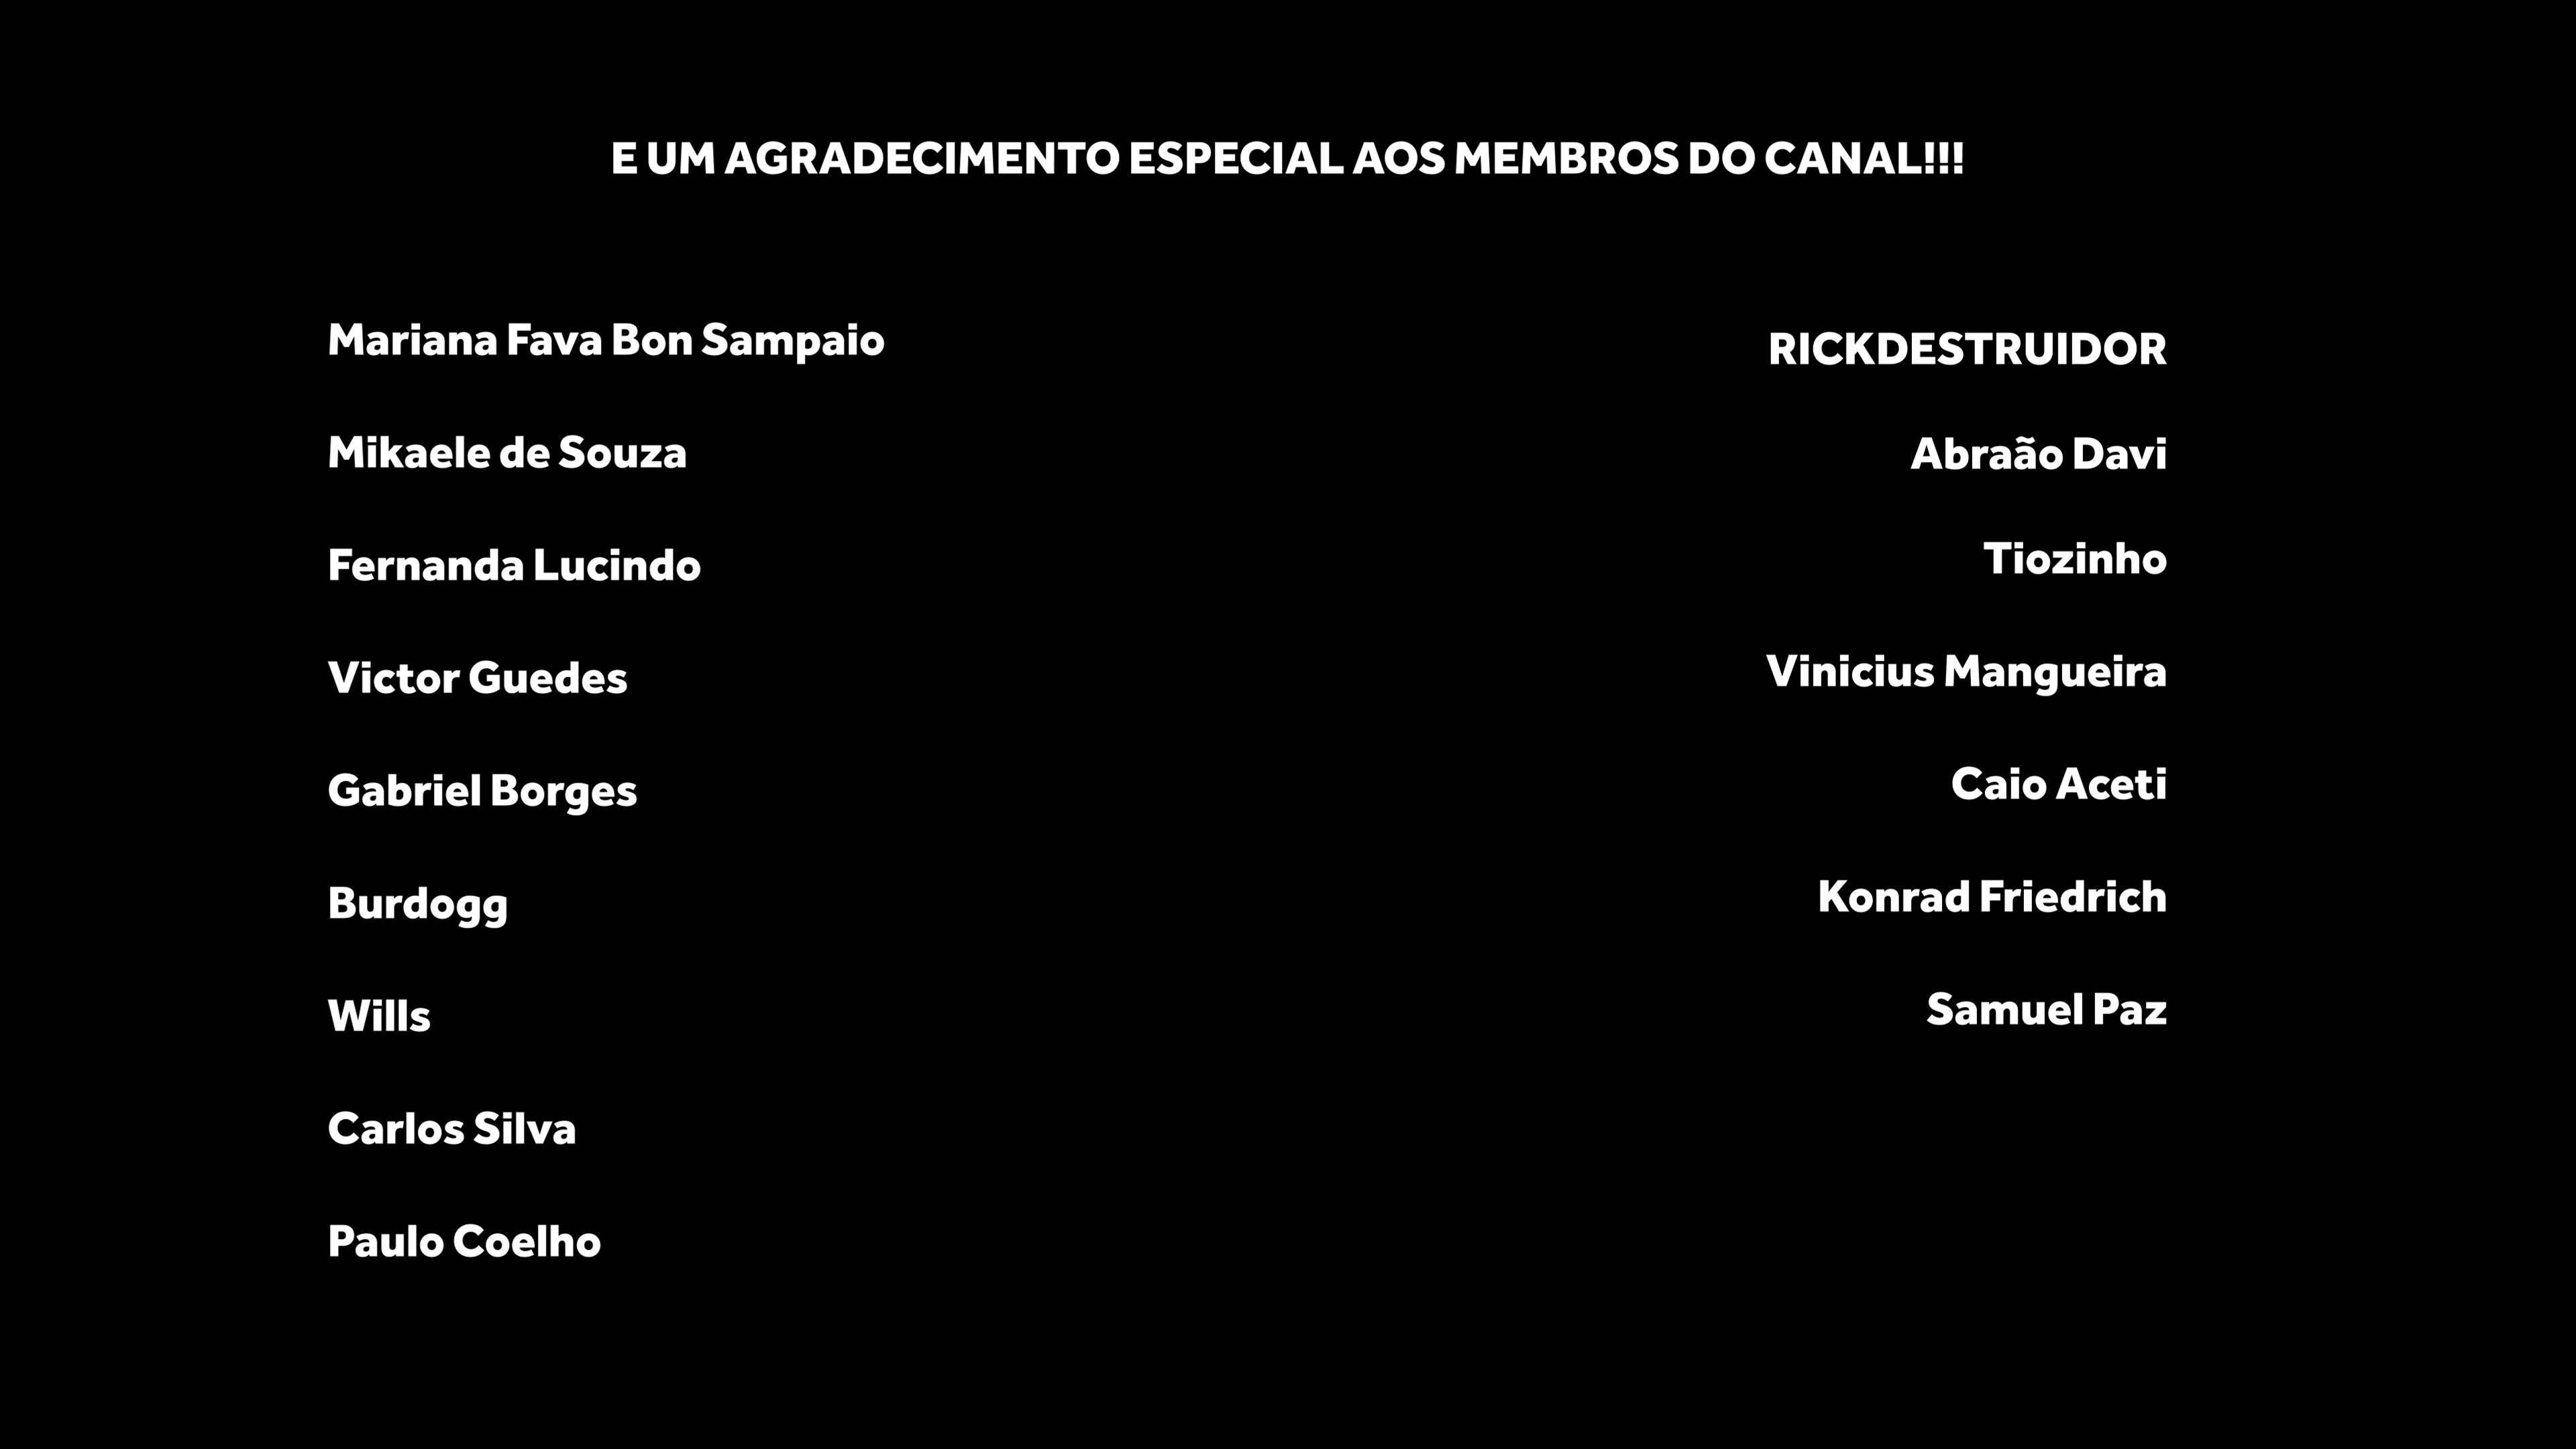 E UM AGRADECIMENTO ESPECIAL AOS MEMBROS DO CANAL!!!
Mariana Fava Bon Sampaio
Mikaele de Souza
Fernanda Lucindo
Victor Guedes
Gabriel Borges
Burdogg
Wills
Carlos Silva
Paulo Coelho
RICKDESTRUIDOR
Abraão Davi
Tiozinho
Vinicius Mangueira
Caio Aceti
Konrad Friedrich
Samuel Paz